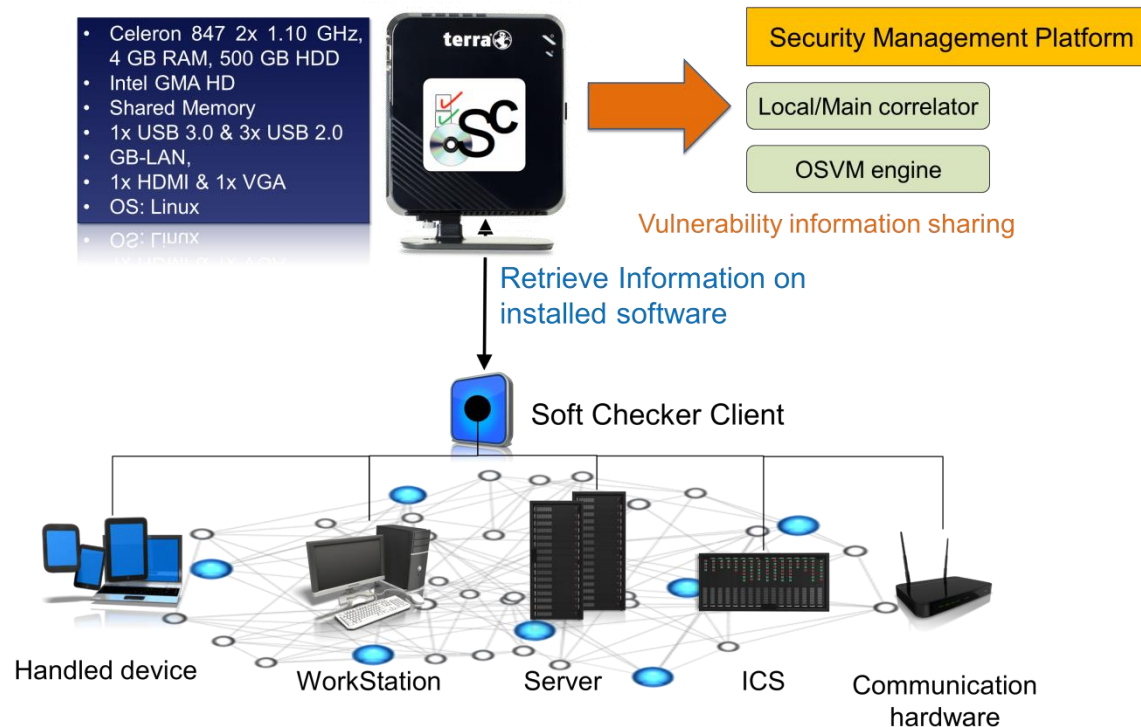 • Celeron 847 2x 1.10 GHz,
4 GB RAM, 500 GB HDD
• Intel GMA HD
• Shared Memory
• 1x USB 3.0 & 3x USB 2.0
• GB-LAN,
• 1x HDMI & 1x VGA
• OS: Linux
terra
oSC
Security Management Platform
Local/Main correlator
OSVM engine
Vulnerability information sharing
Retrieve Information on
installed software
Soft Checker Client
Handled device
WorkStation
Server
ICS
Communication
hardware